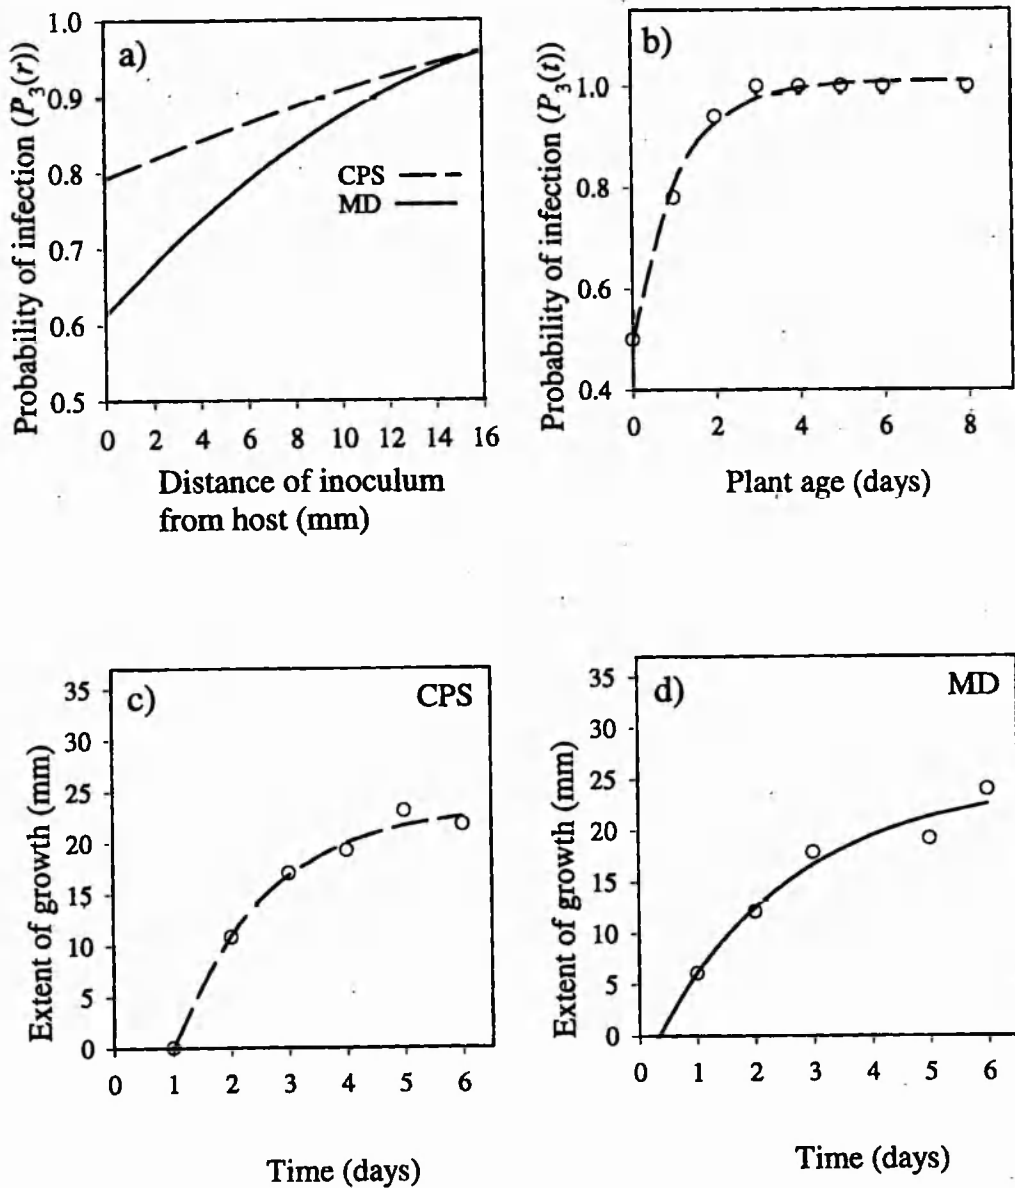 a)
Probability of infection (P₃(r))
1.0
0.9
0.8
0.7
0.6
0.5
CPS
MD
0 2 4 6 8 10 12 14 16
Distance of inoculum
from host (mm)
b)
Probability of infection (P₃(t))
1.0
0.8
0.6
0.4
0 2 4 6 8
Plant age (days)
c) CPS
Extent of growth (mm)
35
30
25
20
15
10
5
0
0 1 2 3 4 5 6
Time (days)
d) MD
Extent of growth (mm)
35
30
25
20
15
10
5
0
0 1 2 3 4 5 6
Time (days)